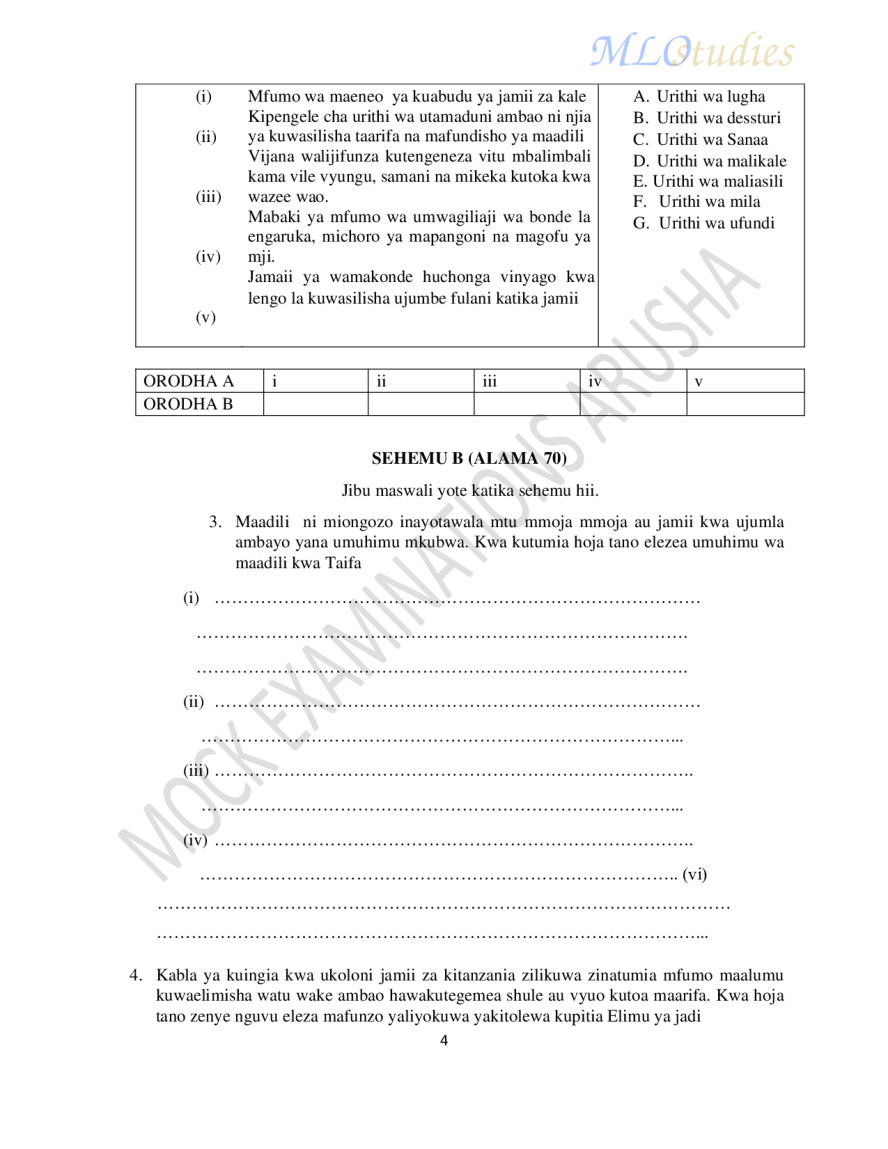 MLOstudies
(i) Mfumo wa maeneo ya kuabudu ya jamii za kale
Kipengele cha urithi wa utamaduni ambao ni njia
(ii) ya kuwasilisha taarifa na mafundisho ya maadili
Vijana walijifunza kutengeneza vitu mbalimbali
kama vile vyungu, samani na mikeka kutoka kwa
(iii) wazee wao.
Mabaki ya mfumo wa umwagiliaji wa bonde la
engaruka, michoro ya mapangoni na magofu ya
(iv) mji.
Jamaii ya wamakonde huchonga vinyago kwa
lengo la kuwasilisha ujumbe fulani katika jamii
(v)
A. Urithi wa lugha
B. Urithi wa dessturi
C. Urithi wa Sanaa
D. Urithi wa malikale
E. Urithi wa maliasili
F. Urithi wa mila
G. Urithi wa ufundi
ORODHA A i ii iii iv v
ORODHA B
SEHEMU B (ALAMA 70)
Jibu maswali yote katika sehemu hii.
3. Maadili ni miongozo inayotawala mtu mmoja mmoja au jamii kwa ujumla
ambayo yana umuhimu mkubwa. Kwa kutumia hoja tano elezea umuhimu wa
maadili kwa Taifa
(i) …………………………………………………………………………
………………………………………………………………………….
………………………………………………………………………….
(ii) …………………………………………………………………………
………………………………………………………………………...
(iii) ……………………………………………………………………….
………………………………………………………………………...
(iv) ……………………………………………………………………….
……………………………………………………………………….. (vi)
………………………………………………………………………………………
…………………………………………………………………………………...
4. Kabla ya kuingia kwa ukoloni jamii za kitanzania zilikuwa zinatumia mfumo maalumu
kuwaelimisha watu wake ambao hawakutegemea shule au vyuo kutoa maarifa. Kwa hoja
tano zenye nguvu eleza mafunzo yaliyokuwa yakitolewa kupitia Elimu ya jadi
4
MOCK EXAMINATIONS ARUSHA